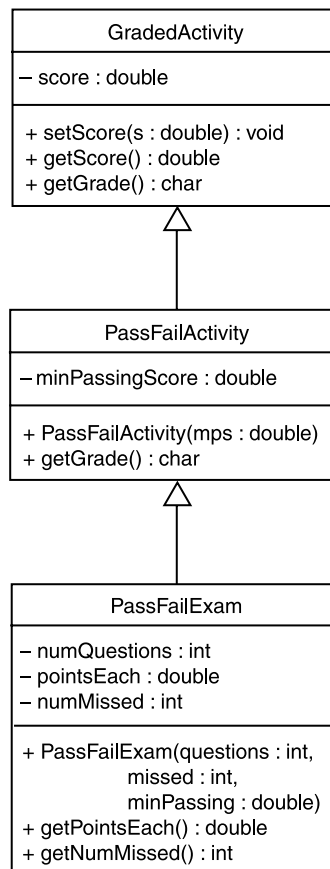 GradedActivity
– score : double
+ setScore(s : double) : void
+ getScore() : double
+ getGrade() : char
PassFailActivity
– minPassingScore : double
+ PassFailActivity(mps : double)
+ getGrade() : char
PassFailExam
– numQuestions : int
– pointsEach : double
– numMissed : int
+ PassFailExam(questions : int,
missed : int,
minPassing : double)
+ getPointsEach() : double
+ getNumMissed() : int